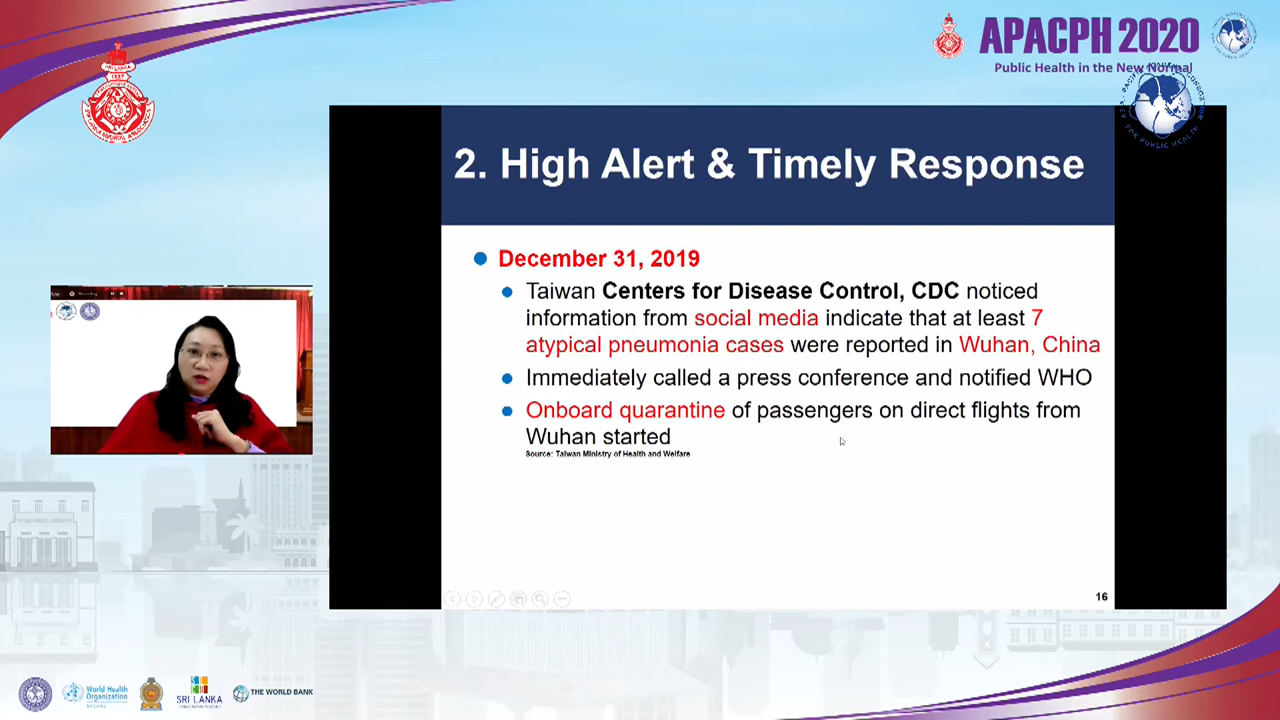 APACPH 2020
Public Health in the New Normal
2. High Alert & Timely Response
December 31, 2019
Taiwan Centers for Disease Control, CDC noticed
information from social media indicate that at least 7
atypical pneumonia cases were reported in Wuhan, China
Immediately called a press conference and notified WHO
Onboard quarantine of passengers on direct flights from
Wuhan started
Source: Taiwan Ministry of Health and Welfare
16
World Health
Organization
Sri Lanka
SRI LANKA
THE WORLD BANK